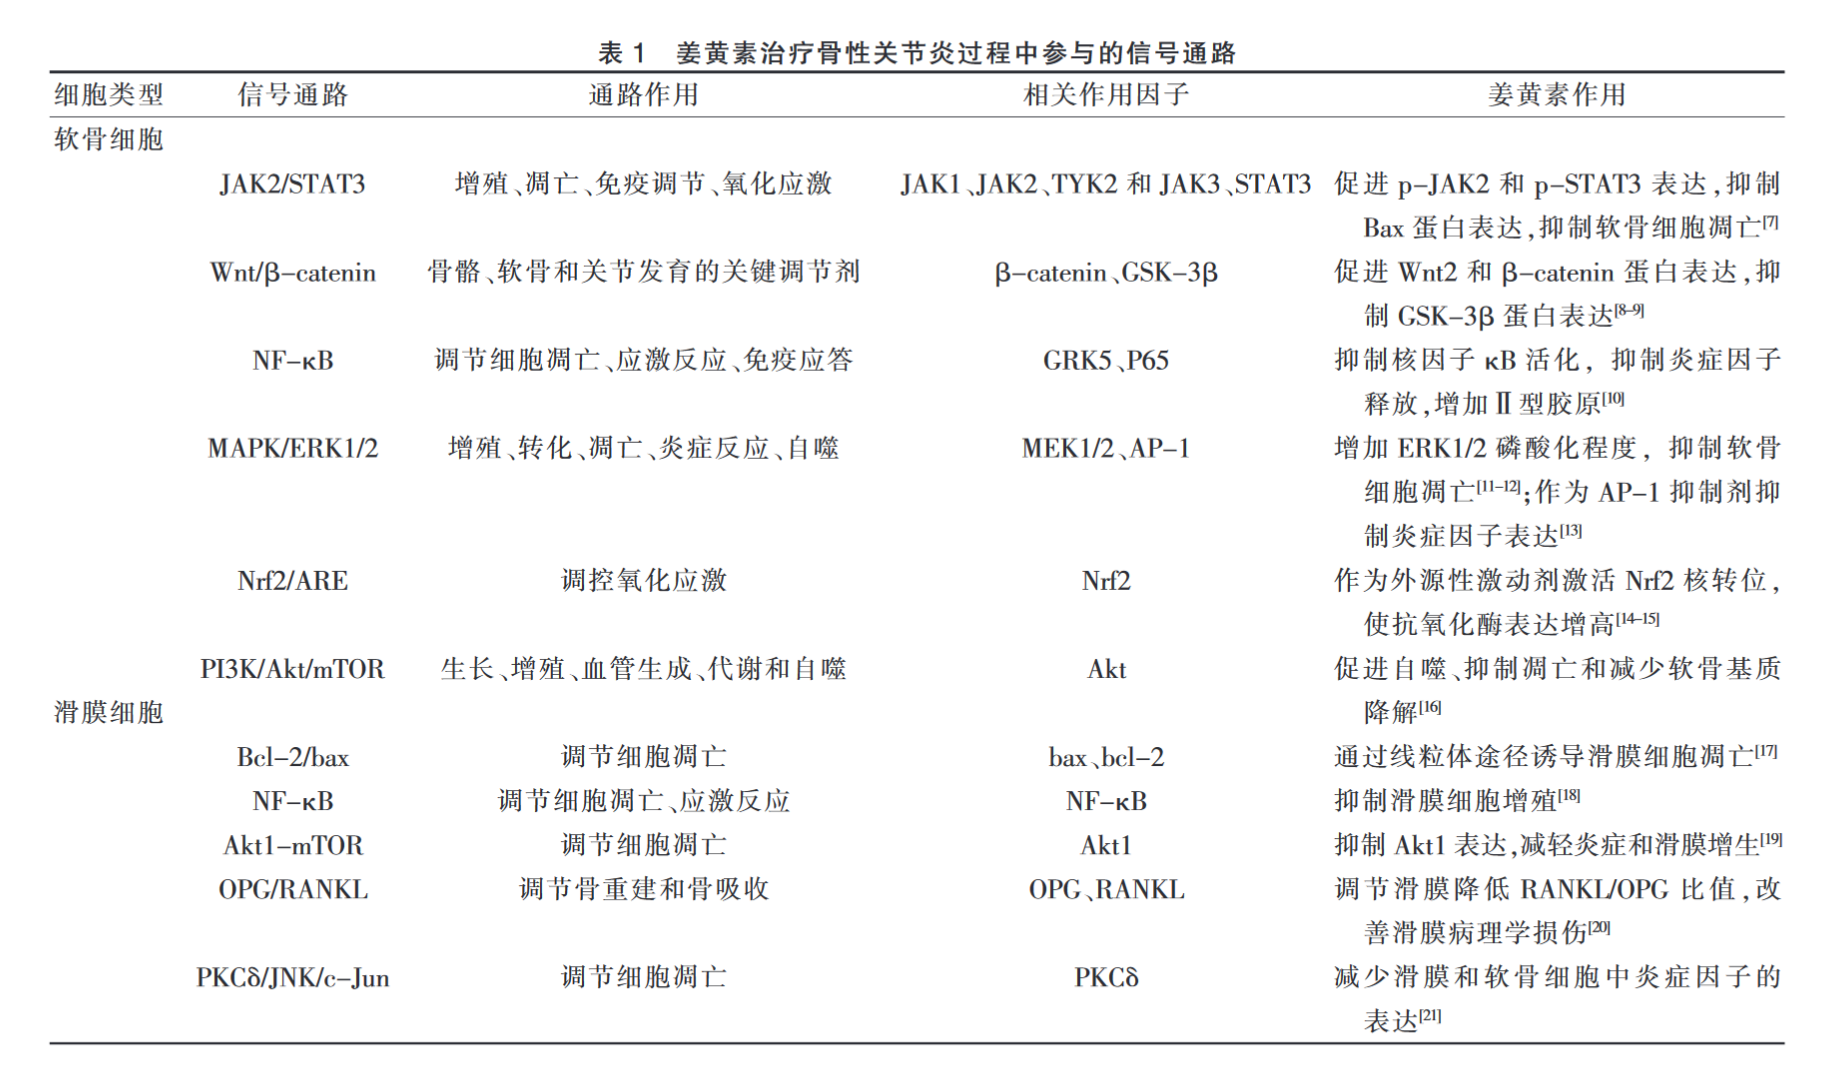 表 1 姜黄素治疗骨性关节炎过程中参与的信号通路
细胞类型 信号通路 通路作用 相关作用因子 姜黄素作用
软骨细胞
JAK2/STAT3 增殖、凋亡、免疫调节、氧化应激 JAK1、JAK2、TYK2 和 JAK3、STAT3 促进 p-JAK2 和 p-STAT3 表达,抑制
Bax 蛋白表达,抑制软骨细胞凋亡[7]
Wnt/β-catenin 骨骼、软骨和关节发育的关键调节剂 β-catenin、GSK-3β 促进 Wnt2 和 β-catenin 蛋白表达,抑
制 GSK-3β 蛋白表达[8-9]
NF-κB 调节细胞凋亡、应激反应、免疫应答 GRK5、P65 抑制核因子 κB 活化, 抑制炎症因子
释放,增加Ⅱ型胶原[10]
MAPK/ERK1/2 增殖、转化、凋亡、炎症反应、自噬 MEK1/2、AP-1 增加 ERK1/2 磷酸化程度, 抑制软骨
细胞凋亡[11-12];作为 AP-1 抑制剂抑
制炎症因子表达[13]
Nrf2/ARE 调控氧化应激 Nrf2 作为外源性激动剂激活 Nrf2 核转位,
使抗氧化酶表达增高[14-15]
PI3K/Akt/mTOR 生长、增殖、血管生成、代谢和自噬 Akt 促进自噬、抑制凋亡和减少软骨基质
滑膜细胞 降解[16]
Bcl-2/bax 调节细胞凋亡 bax、bcl-2 通过线粒体途径诱导滑膜细胞凋亡[17]
NF-κB 调节细胞凋亡、应激反应 NF-κB 抑制滑膜细胞增殖[18]
Akt1-mTOR 调节细胞凋亡 Akt1 抑制 Akt1 表达,减轻炎症和滑膜增生[19]
OPG/RANKL 调节骨重建和骨吸收 OPG、RANKL 调节滑膜降低 RANKL/OPG 比值,改
善滑膜病理学损伤[20]
PKCδ/JNK/c-Jun 调节细胞凋亡 PKCδ 减少滑膜和软骨细胞中炎症因子的
表达[21]